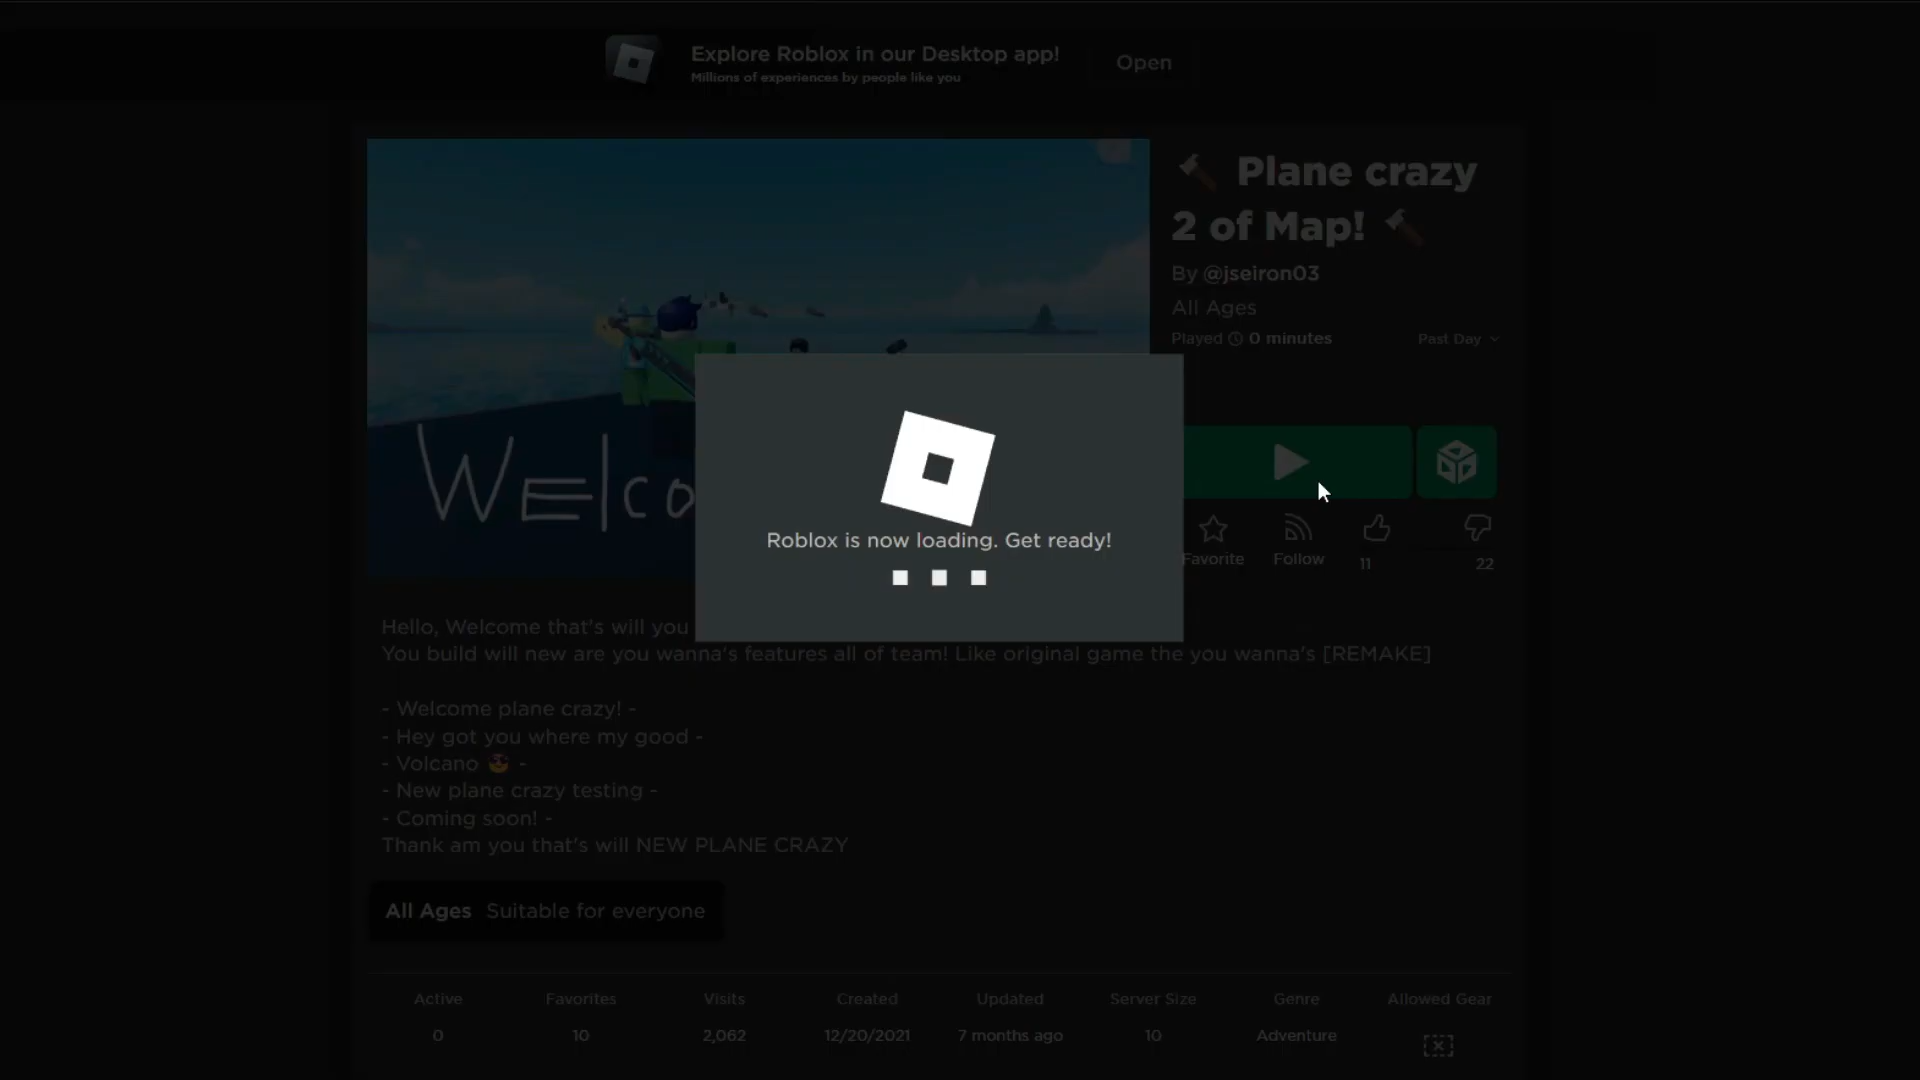 Explore Roblox in our Desktop app!
Millions of experiences by people like you
Open
Plane crazy
2 of Map!
By @jseiron03
All Ages
Played 0 minutes
Past Day
Welco
Roblox is now loading. Get ready!
Favorite
Follow
11
22
Hello, Welcome that's will you
You build will new are you wanna's features all of team! Like original game the you wanna's [REMAKE]
- Welcome plane crazy! -
- Hey got you where my good -
- Volcano 😎 -
- New plane crazy testing -
- Coming soon! -
Thank am you that's will NEW PLANE CRAZY
All Ages Suitable for everyone
Active Favorites Visits Created Updated Server Size Genre Allowed Gear
0 10 2,062 12/20/2021 7 months ago 10 Adventure